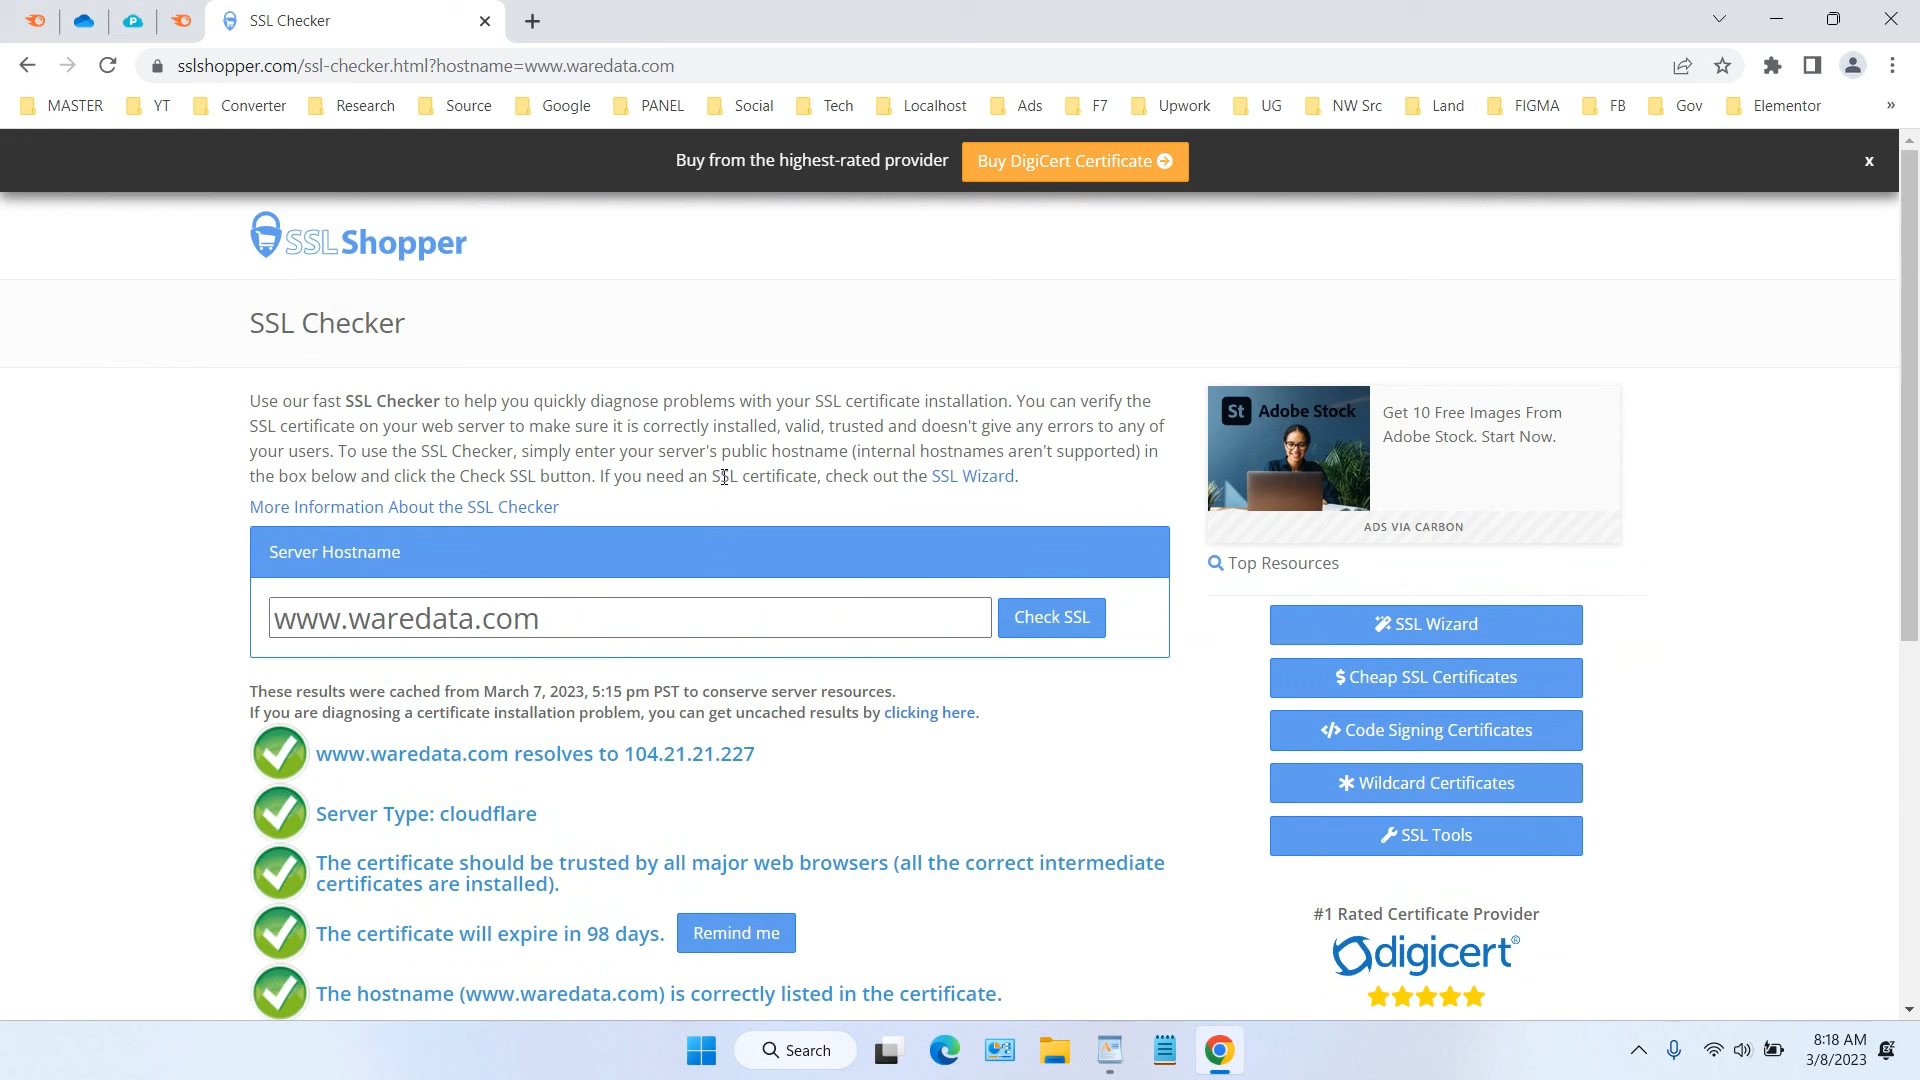 SSL Checker
sslshopper.com/ssl-checker.html?hostname=www.waredata.com
MASTER YT Converter Research Source Google PANEL Social Tech Localhost Ads F7 Upwork UG NW Src Land FIGMA FB Gov Elementor »
Buy from the highest-rated provider Buy DigiCert Certificate x
SSLShopper
SSL Checker
Use our fast SSL Checker to help you quickly diagnose problems with your SSL certificate installation. You can verify the
SSL certificate on your web server to make sure it is correctly installed, valid, trusted and doesn't give any errors to any of
your users. To use the SSL Checker, simply enter your server's public hostname (internal hostnames aren't supported) in
the box below and click the Check SSL button. If you need an SSL certificate, check out the SSL Wizard.
More Information About the SSL Checker
Server Hostname
www.waredata.com Check SSL
These results were cached from March 7, 2023, 5:15 pm PST to conserve server resources.
If you are diagnosing a certificate installation problem, you can get uncached results by clicking here.
www.waredata.com resolves to 104.21.21.227
Server Type: cloudflare
The certificate should be trusted by all major web browsers (all the correct intermediate
certificates are installed).
The certificate will expire in 98 days. Remind me
The hostname (www.waredata.com) is correctly listed in the certificate.
St Adobe Stock
Get 10 Free Images From
Adobe Stock. Start Now.
ADS VIA CARBON
Top Resources
SSL Wizard
$ Cheap SSL Certificates
</> Code Signing Certificates
Wildcard Certificates
SSL Tools
#1 Rated Certificate Provider
digicert®
Search
8:18 AM
3/8/2023